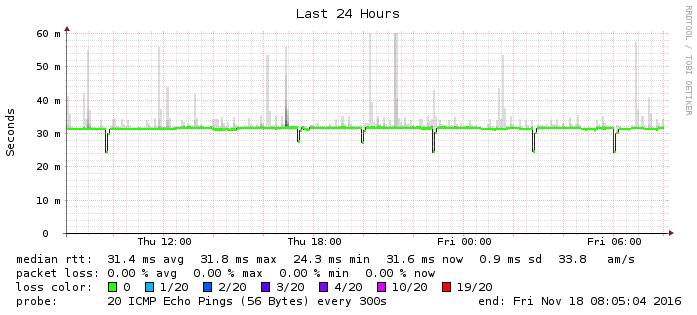 Last 24 Hours
RRDTOOL / TOBI OETIKER
Seconds
60 m
50 m
40 m
30 m
20 m
10 m
0
Thu 12:00 Thu 18:00 Fri 00:00 Fri 06:00
median rtt: 31.4 ms avg 31.8 ms max 24.3 ms min 31.6 ms now 0.9 ms sd 33.8 am/s
packet loss: 0.00 % avg 0.00 % max 0.00 % min 0.00 % now
loss color: 0 1/20 2/20 3/20 4/20 10/20 19/20
probe: 20 ICMP Echo Pings (56 Bytes) every 300s end: Fri Nov 18 08:05:04 2016